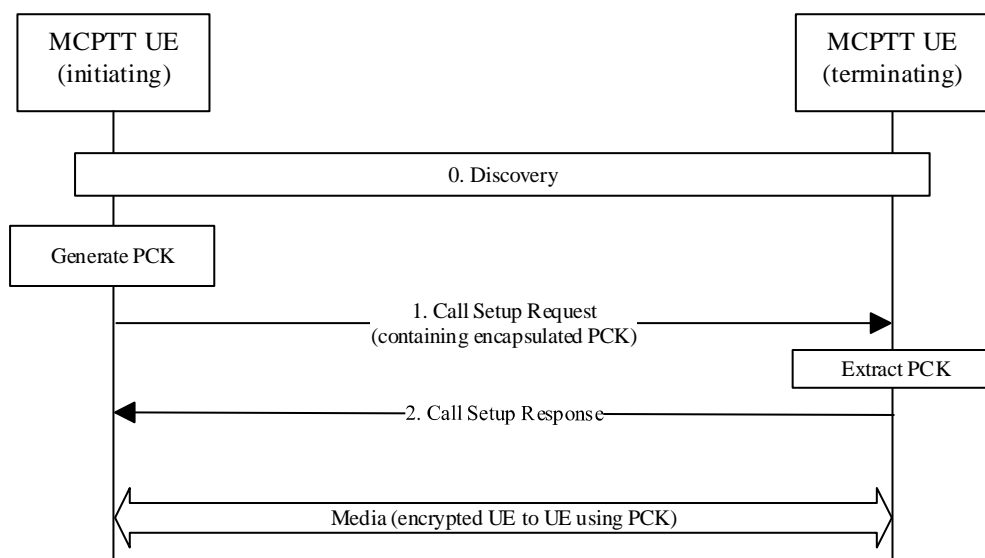 MCPTT UE
(initiating)
MCPTT UE
(terminating)
0. Discovery
Generate PCK
1. Call Setup Request
(containing encapsulated PCK)
Extract PCK
2. Call Setup Response
Media (encrypted UE to UE using PCK)